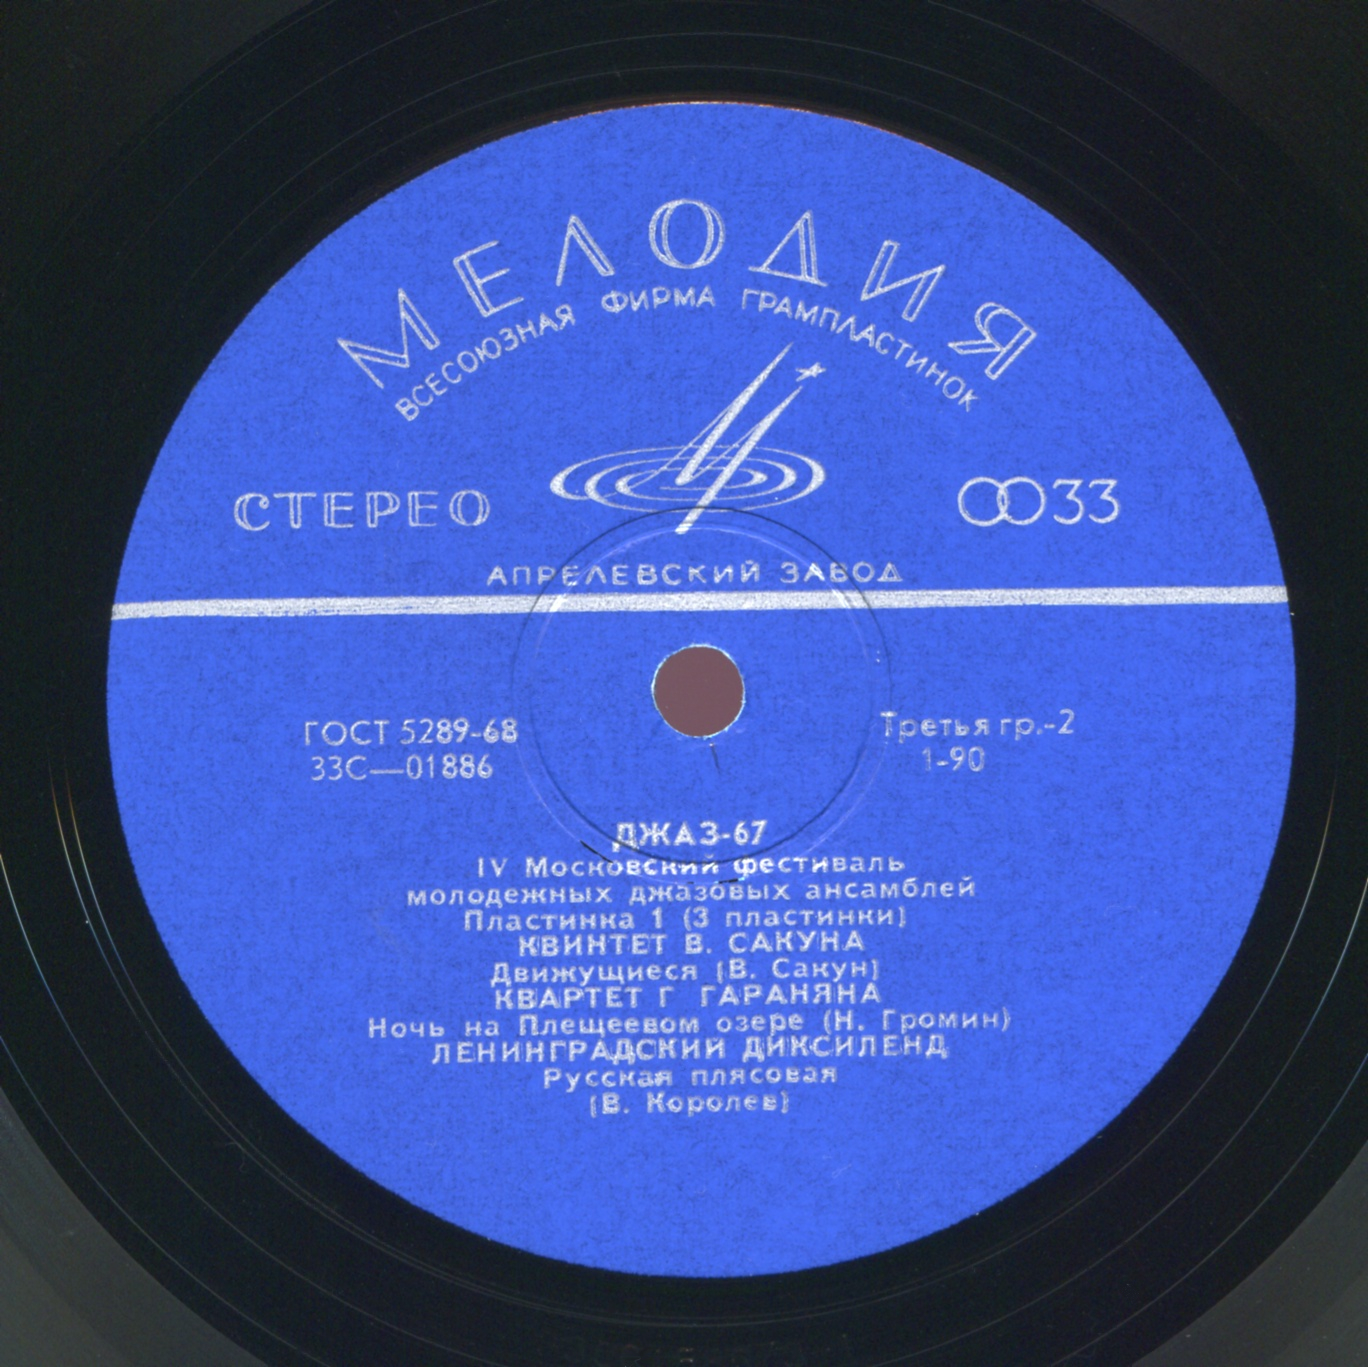 МЕЛОДИЯ
ВСЕСОЮЗНАЯ ФИРМА ГРАМПЛАСТИНОК
СТЕРЕО
33
АПРЕЛЕВСКИЙ ЗАВОД
ГОСТ 5289-68
Третья гр.-2
33С—01886
1-90
ДЖАЗ-67
IV Московский фестиваль
молодежных джазовых ансамблей
Пластинка 1 (3 пластинки)
КВИНТЕТ В. САКУНА
Движущиеся (В. Сакун)
КВАРТЕТ Г ГАРАНЯНА
Ночь на Плещеевом озере (Н. Громин)
ЛЕНИНГРАДСКИЙ ДИКСИЛЕНД
Русская плясовая
(В. Королев)